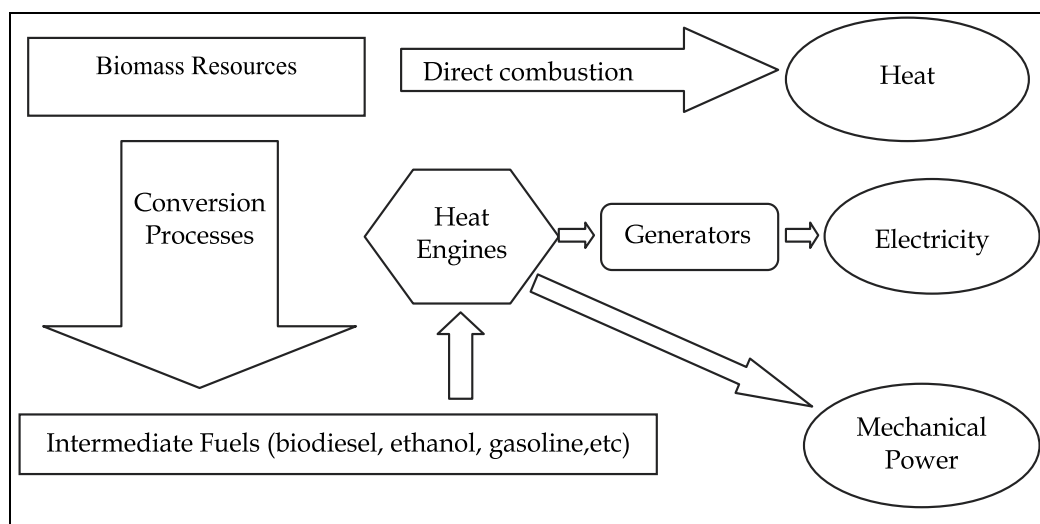 Biomass Resources
Direct combustion
Heat
Conversion
Processes
Heat
Engines
Generators
Electricity
Intermediate Fuels (biodiesel, ethanol, gasoline,etc)
Mechanical
Power